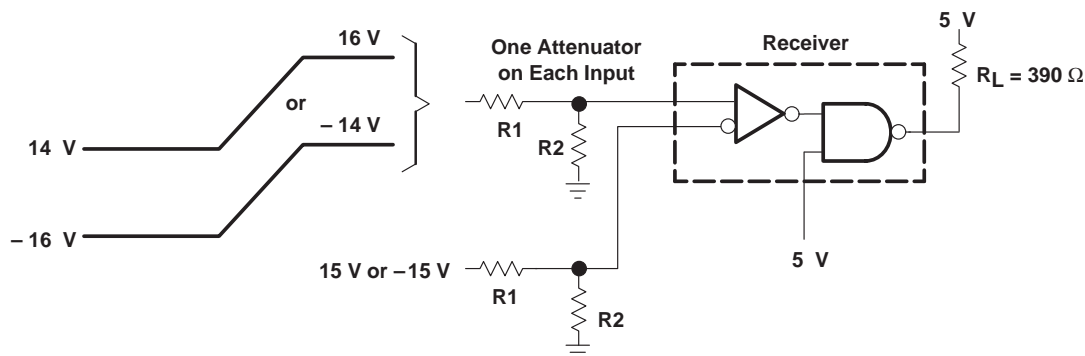 16 V
or
– 14 V
14 V
– 16 V
One Attenuator
on Each Input
R1
R2
15 V or –15 V
R1
R2
Receiver
5 V
5 V
RL = 390 Ω